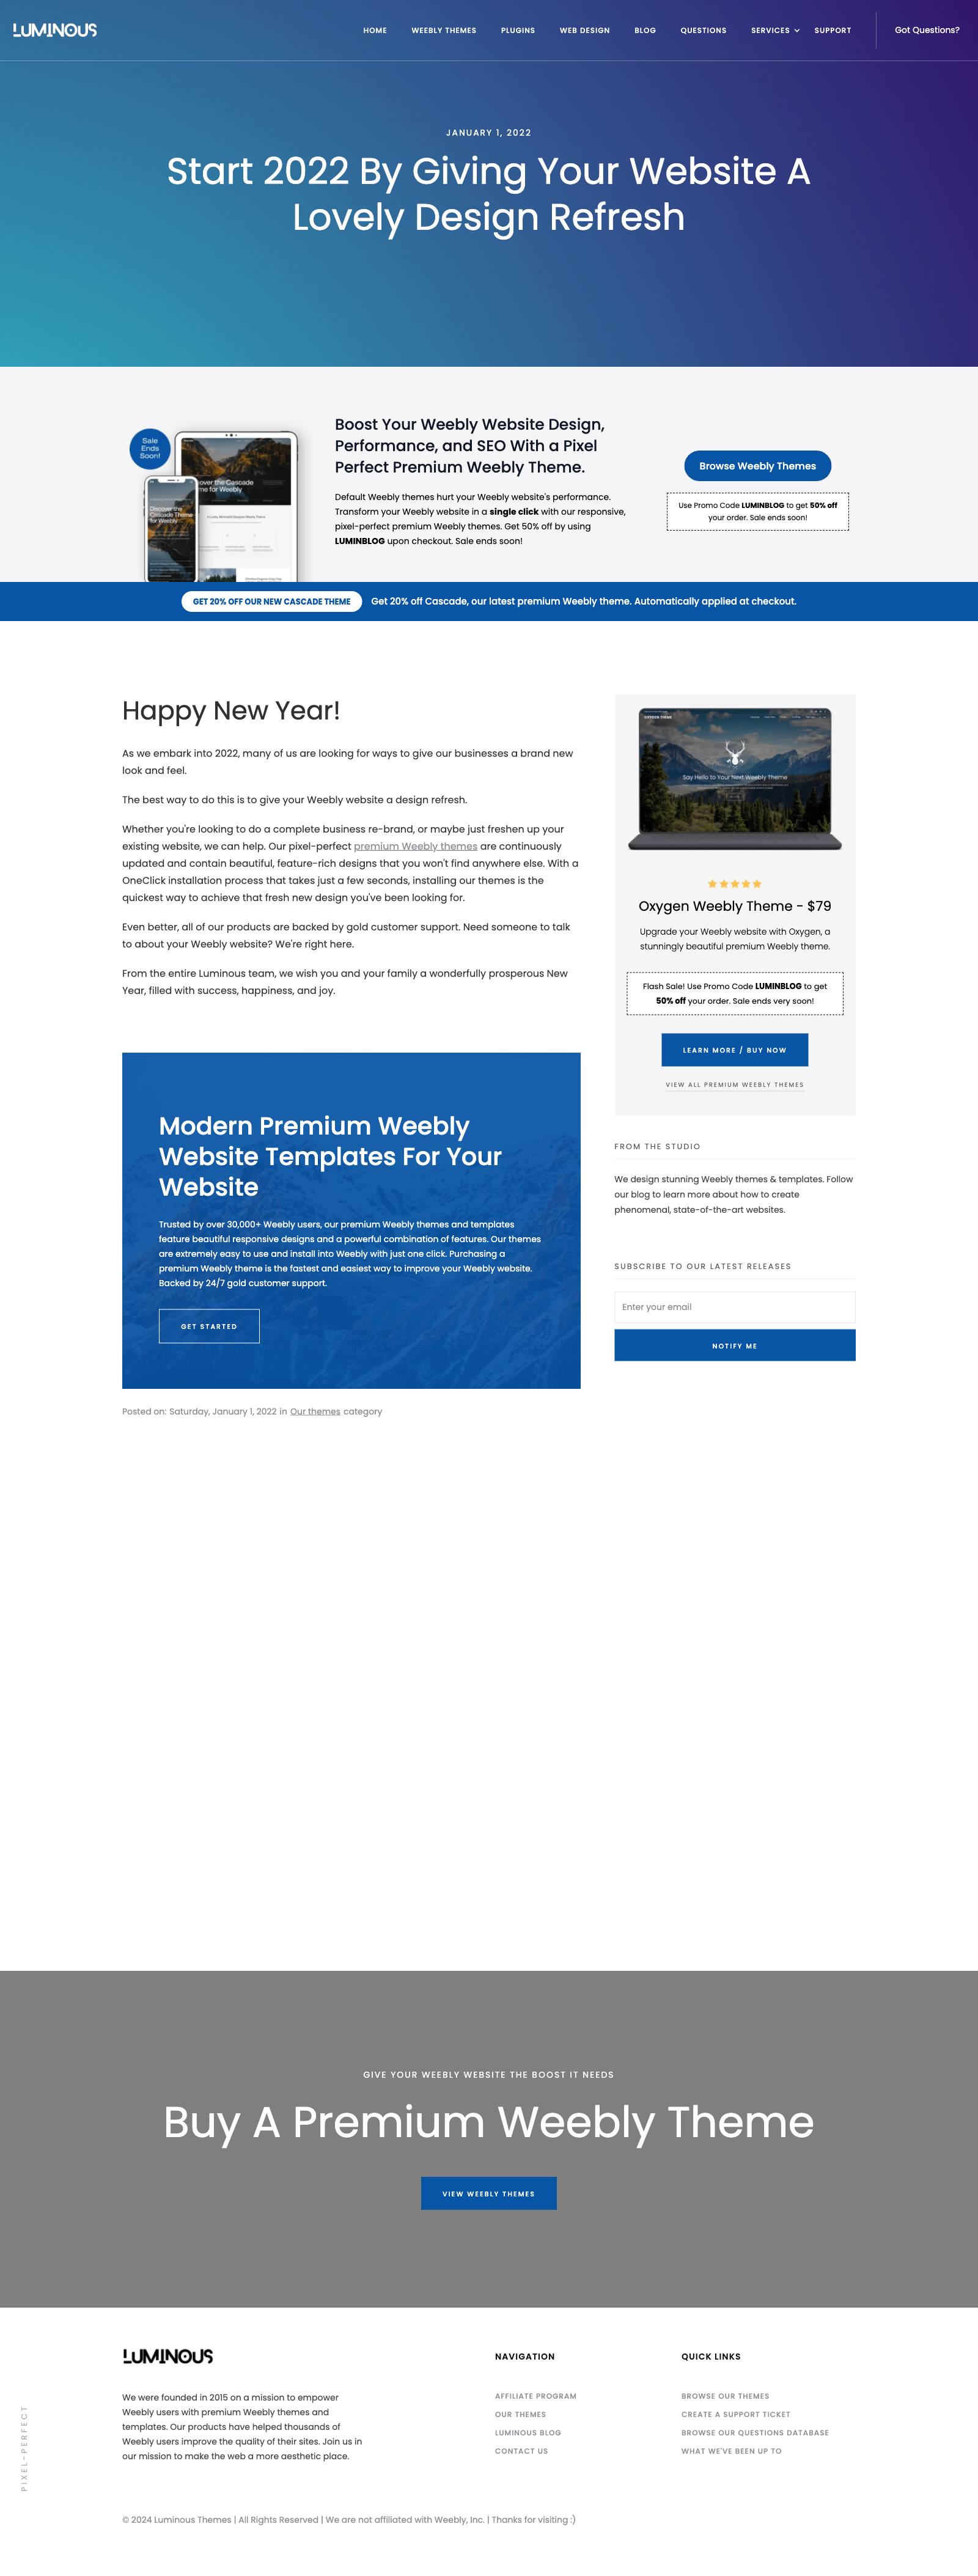 LUMINOUS
HOME WEEBLY THEMES PLUGINS WEB DESIGN BLOG QUESTIONS SERVICES SUPPORT Got Questions?
JANUARY 1, 2022
Start 2022 By Giving Your Website A
Lovely Design Refresh
Sale
Ends
Soon!
Boost Your Weebly Website Design,
Performance, and SEO With a Pixel
Perfect Premium Weebly Theme.
Default Weebly themes hurt your Weebly website's performance.
Transform your Weebly website in a single click with our responsive,
pixel-perfect premium Weebly themes. Get 50% off by using
LUMINBLOG upon checkout. Sale ends soon!
Browse Weebly Themes
Use Promo Code LUMINBLOG to get 50% off
your order. Sale ends soon!
GET 20% OFF OUR NEW CASCADE THEME Get 20% off Cascade, our latest premium Weebly theme. Automatically applied at checkout.
Happy New Year!
As we embark into 2022, many of us are looking for ways to give our businesses a brand new
look and feel.
The best way to do this is to give your Weebly website a design refresh.
Whether you're looking to do a complete business re-brand, or maybe just freshen up your
existing website, we can help. Our pixel-perfect premium Weebly themes are continuously
updated and contain beautiful, feature-rich designs that you won't find anywhere else. With a
OneClick installation process that takes just a few seconds, installing our themes is the
quickest way to achieve that fresh new design you've been looking for.
Even better, all of our products are backed by gold customer support. Need someone to talk
to about your Weebly website? We're right here.
From the entire Luminous team, we wish you and your family a wonderfully prosperous New
Year, filled with success, happiness, and joy.
Modern Premium Weebly
Website Templates For Your
Website
Trusted by over 30,000+ Weebly users, our premium Weebly themes and templates
feature beautiful responsive designs and a powerful combination of features. Our themes
are extremely easy to use and install into Weebly with just one click. Purchasing a
premium Weebly theme is the fastest and easiest way to improve your Weebly website.
Backed by 24/7 gold customer support.
GET STARTED
Posted on: Saturday, January 1, 2022 in Our themes category
Say Hello to Your Next Weebly Theme
Oxygen Weebly Theme - $79
Upgrade your Weebly website with Oxygen, a
stunningly beautiful premium Weebly theme.
Flash Sale! Use Promo Code LUMINBLOG to get
50% off your order. Sale ends very soon!
LEARN MORE / BUY NOW
VIEW ALL PREMIUM WEEBLY THEMES
FROM THE STUDIO
We design stunning Weebly themes & templates. Follow
our blog to learn more about how to create
phenomenal, state-of-the-art websites.
SUBSCRIBE TO OUR LATEST RELEASES
Enter your email
NOTIFY ME
GIVE YOUR WEEBLY WEBSITE THE BOOST IT NEEDS
Buy A Premium Weebly Theme
VIEW WEEBLY THEMES
LUMINOUS
We were founded in 2015 on a mission to empower
Weebly users with premium Weebly themes and
templates. Our products have helped thousands of
Weebly users improve the quality of their sites. Join us in
our mission to make the web a more aesthetic place.
NAVIGATION
AFFILIATE PROGRAM
OUR THEMES
LUMINOUS BLOG
CONTACT US
QUICK LINKS
BROWSE OUR THEMES
CREATE A SUPPORT TICKET
BROWSE OUR QUESTIONS DATABASE
WHAT WE'VE BEEN UP TO
PIXEL-PERFECT
© 2024 Luminous Themes | All Rights Reserved | We are not affiliated with Weebly, Inc. | Thanks for visiting :)